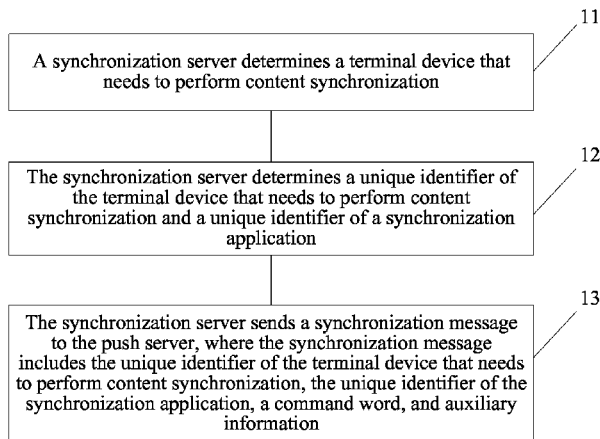 11
A synchronization server determines a terminal device that
needs to perform content synchronization
12
The synchronization server determines a unique identifier of
the terminal device that needs to perform content
synchronization and a unique identifier of a synchronization
application
13
The synchronization server sends a synchronization message
to the push server, where the synchronization message
includes the unique identifier of the terminal device that needs
to perform content synchronization, the unique identifier of the
synchronization application, a command word, and auxiliary
information